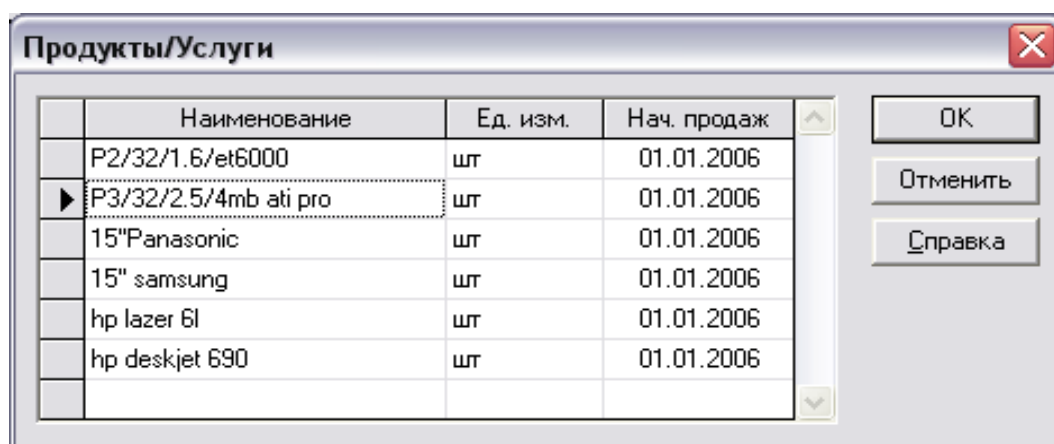 Продукты/Услуги
Наименование Ед. изм. Нач. продаж
P2/32/1.6/et6000 шт 01.01.2006
P3/32/2.5/4mb ati pro шт 01.01.2006
15"Panasonic шт 01.01.2006
15" samsung шт 01.01.2006
hp lazer 6l шт 01.01.2006
hp deskjet 690 шт 01.01.2006
OK
Отменить
Справка